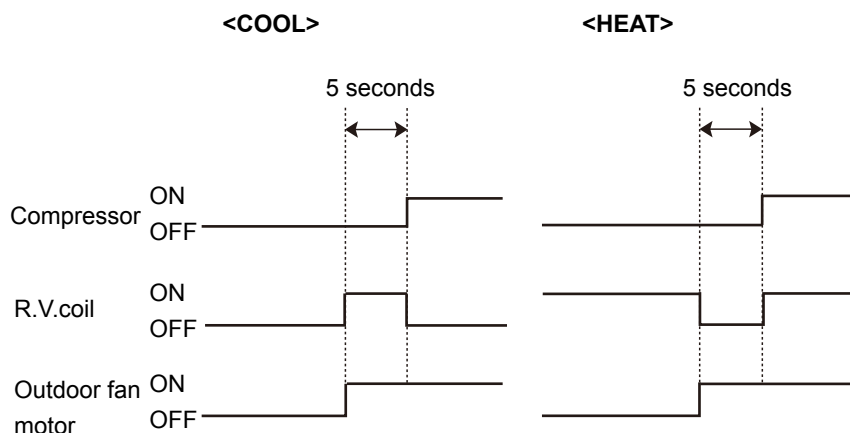 <COOL>
<HEAT>
5 seconds
5 seconds
Compressor
ON
OFF
R.V.coil
ON
OFF
Outdoor fan
motor
ON
OFF